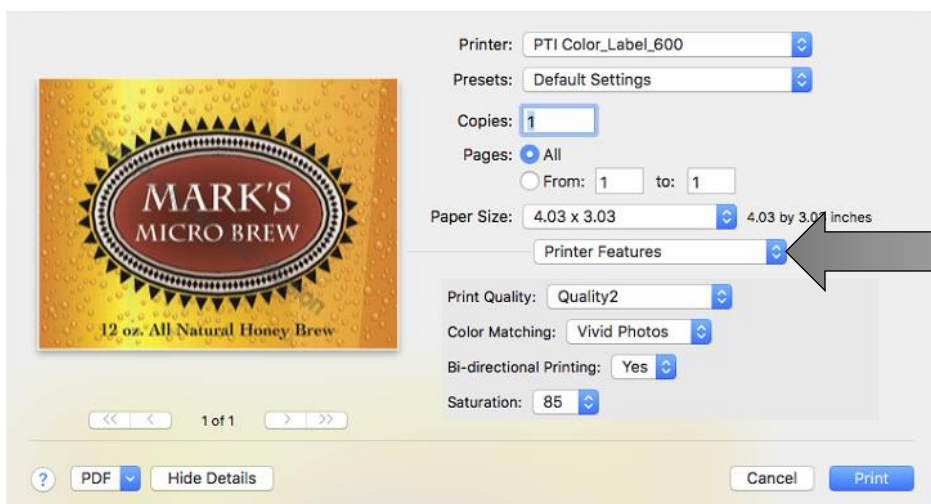 Printer: PTI Color_Label_600
Presets: Default Settings
Copies: 1
Pages: All
From: 1 to: 1
Paper Size: 4.03 x 3.03 4.03 by 3.03 inches
Printer Features
Print Quality: Quality2
Color Matching: Vivid Photos
Bi-directional Printing: Yes
Saturation: 85
MARK'S
MICRO BREW
12 oz. All Natural Honey Brew
<< < 1 of 1 > >>
? PDF Hide Details Cancel Print